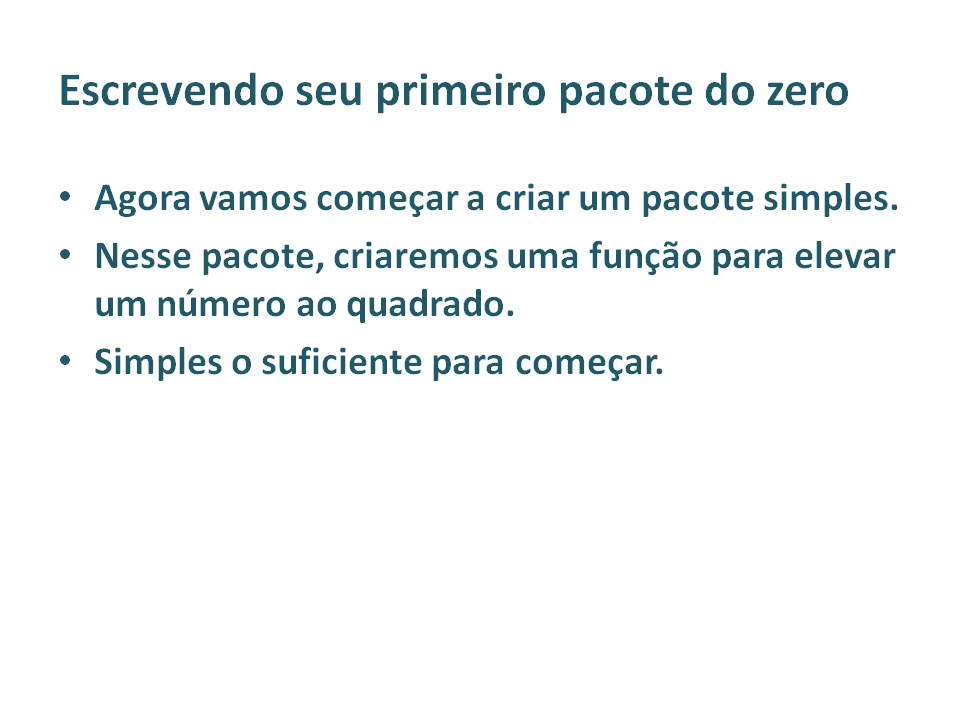 Escrevendo seu primeiro pacote do zero
• Agora vamos começar a criar um pacote simples.
• Nesse pacote, criaremos uma função para elevar
um número ao quadrado.
• Simples o suficiente para começar.